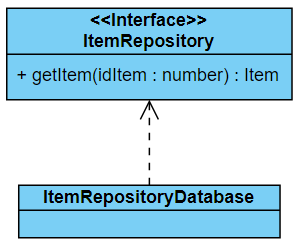 <<Interface>>
ItemRepository
+ getItem(idItem : number) : Item
ItemRepositoryDatabase